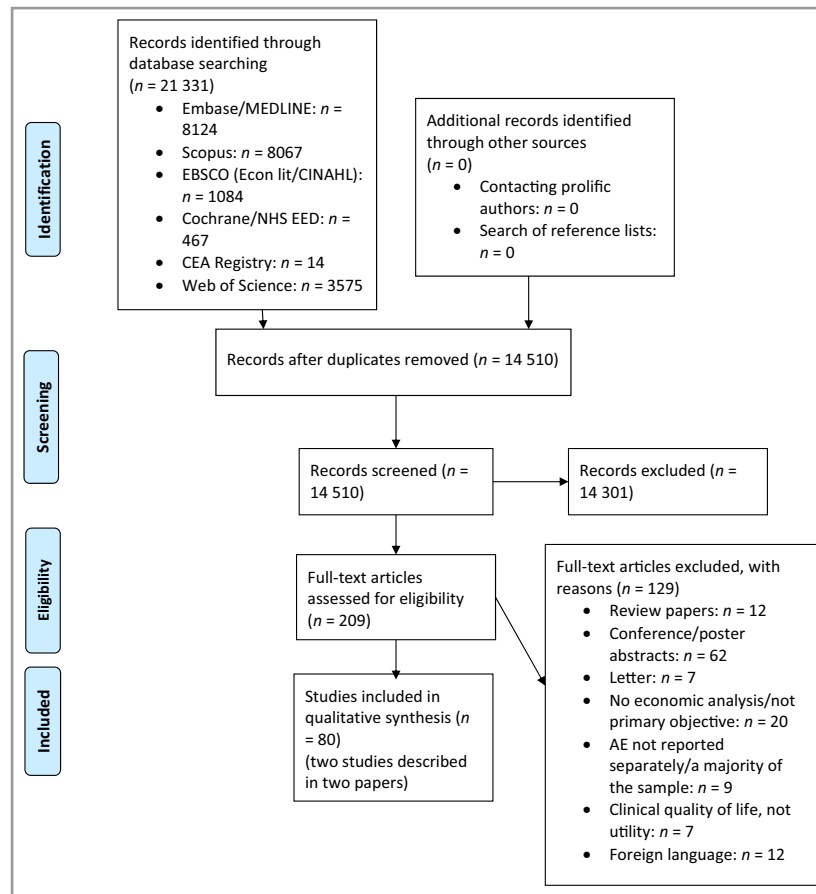 Records identified through
database searching
(n = 21 331)
• Embase/MEDLINE: n =
8124
• Scopus: n = 8067
• EBSCO (Econ lit/CINAHL):
n = 1084
• Cochrane/NHS EED: n =
467
• CEA Registry: n = 14
• Web of Science: n = 3575
Additional records identified
through other sources
(n = 0)
• Contacting prolific
authors: n = 0
• Search of reference lists:
n = 0
Identification
Records after duplicates removed (n = 14 510)
Screening
Records screened (n =
14 510)
Records excluded (n =
14 301)
Eligibility
Full-text articles
assessed for eligibility
(n = 209)
Full-text articles excluded, with
reasons (n = 129)
• Review papers: n = 12
• Conference/poster
abstracts: n = 62
• Letter: n = 7
• No economic analysis/not
primary objective: n = 20
• AE not reported
separately/a majority of
the sample: n = 9
• Clinical quality of life, not
utility: n = 7
• Foreign language: n = 12
Included
Studies included in
qualitative synthesis (n
= 80)
(two studies described
in two papers)